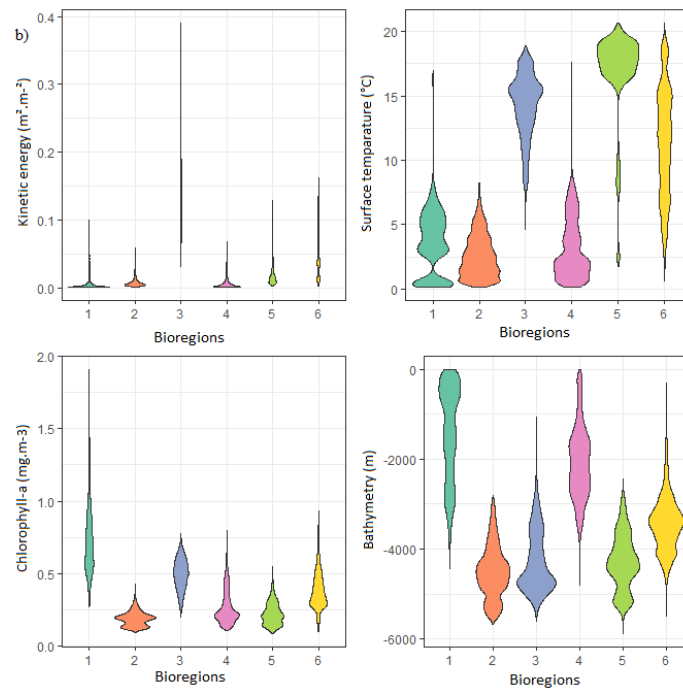 b)
Kinetic energy (m².m⁻²)
0.4
0.3
0.2
0.1
0.0
1 2 3 4 5 6
Bioregions
Surface temparature (°C)
20
15
10
5
0
1 2 3 4 5 6
Bioregions
Chlorophyll-a (mg.m-3)
2.0
1.5
1.0
0.5
0.0
1 2 3 4 5 6
Bioregions
Bathymetry (m)
0
-2000
-4000
-6000
1 2 3 4 5 6
Bioregions